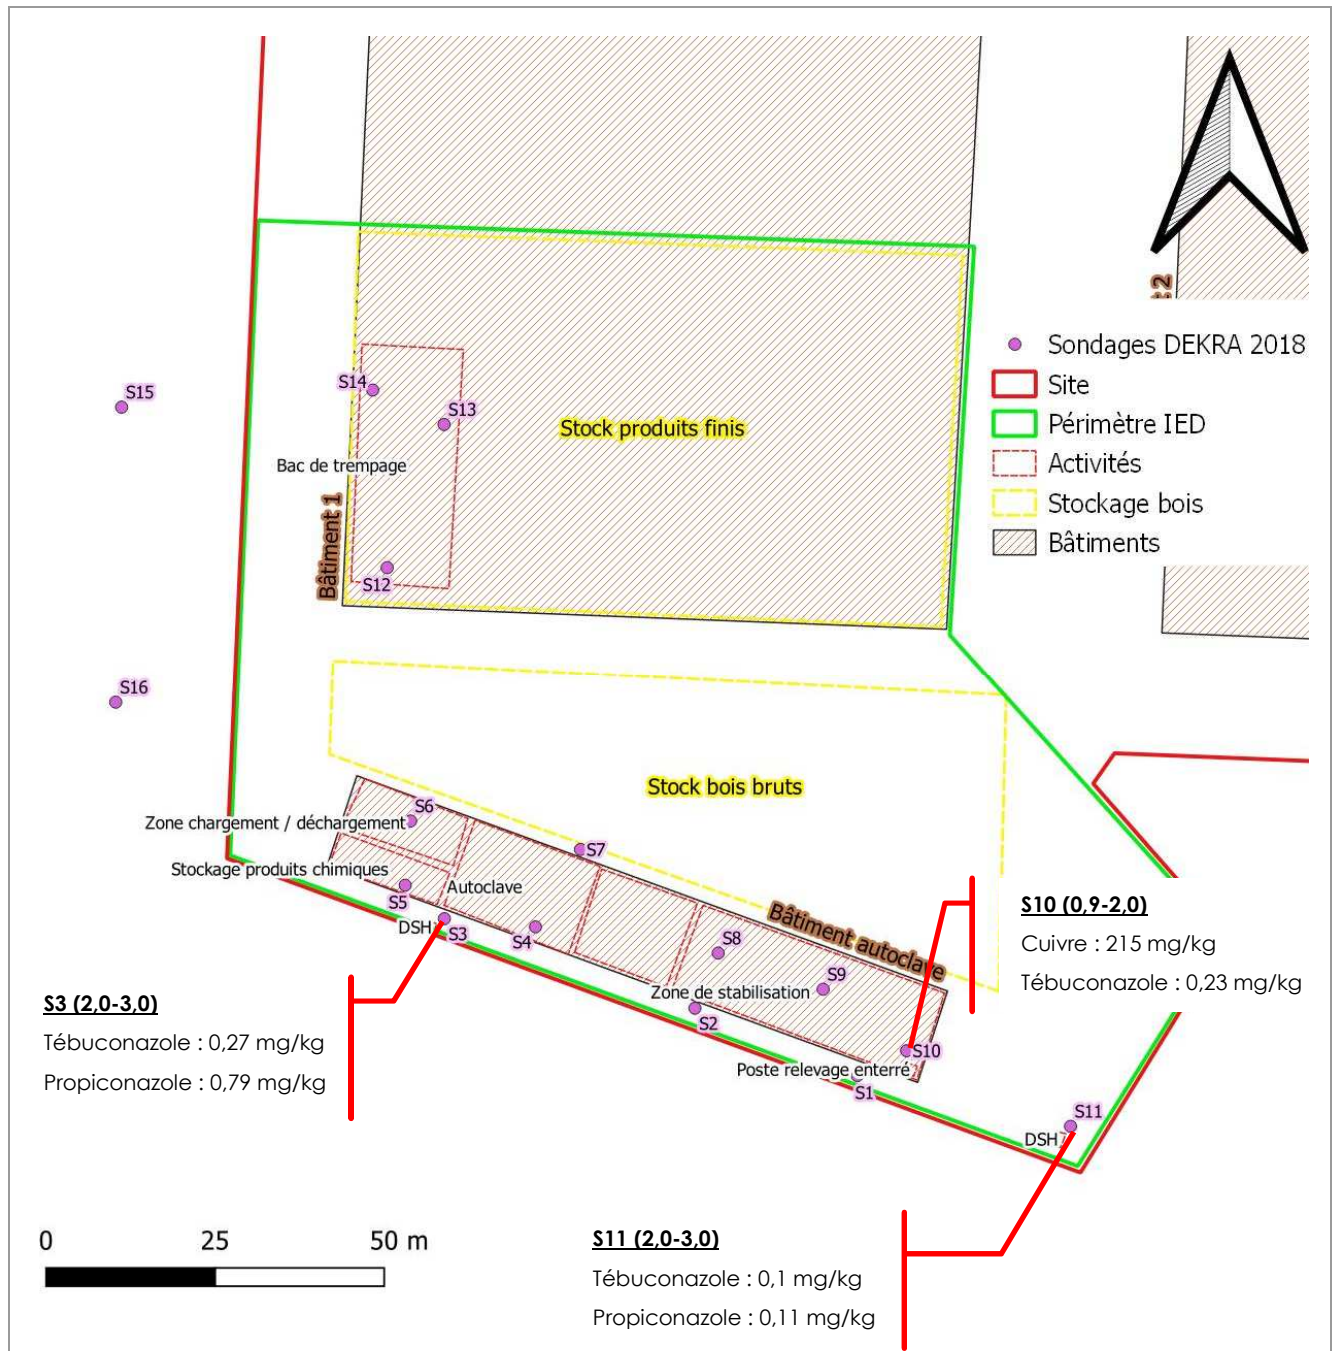 Sondages DEKRA 2018
Site
Périmètre IED
Activités
Stockage bois
Bâtiments
S15
S14
S13
Stock produits finis
Bac de trempage
Bâtiment 1
S12
S16
Stock bois bruts
S6
Zone chargement / déchargement
S7
Stockage produits chimiques
Autoclave
S5
DSH
S3
S4
Bâtiment autoclave
S8
S9
Zone de stabilisation
S2
S10
Poste relevage enterré
S1
S11
DSH
S10 (0,9-2,0)
Cuivre : 215 mg/kg
Tébuconazole : 0,23 mg/kg
S3 (2,0-3,0)
Tébuconazole : 0,27 mg/kg
Propiconazole : 0,79 mg/kg
S11 (2,0-3,0)
Tébuconazole : 0,1 mg/kg
Propiconazole : 0,11 mg/kg
0 25 50 m